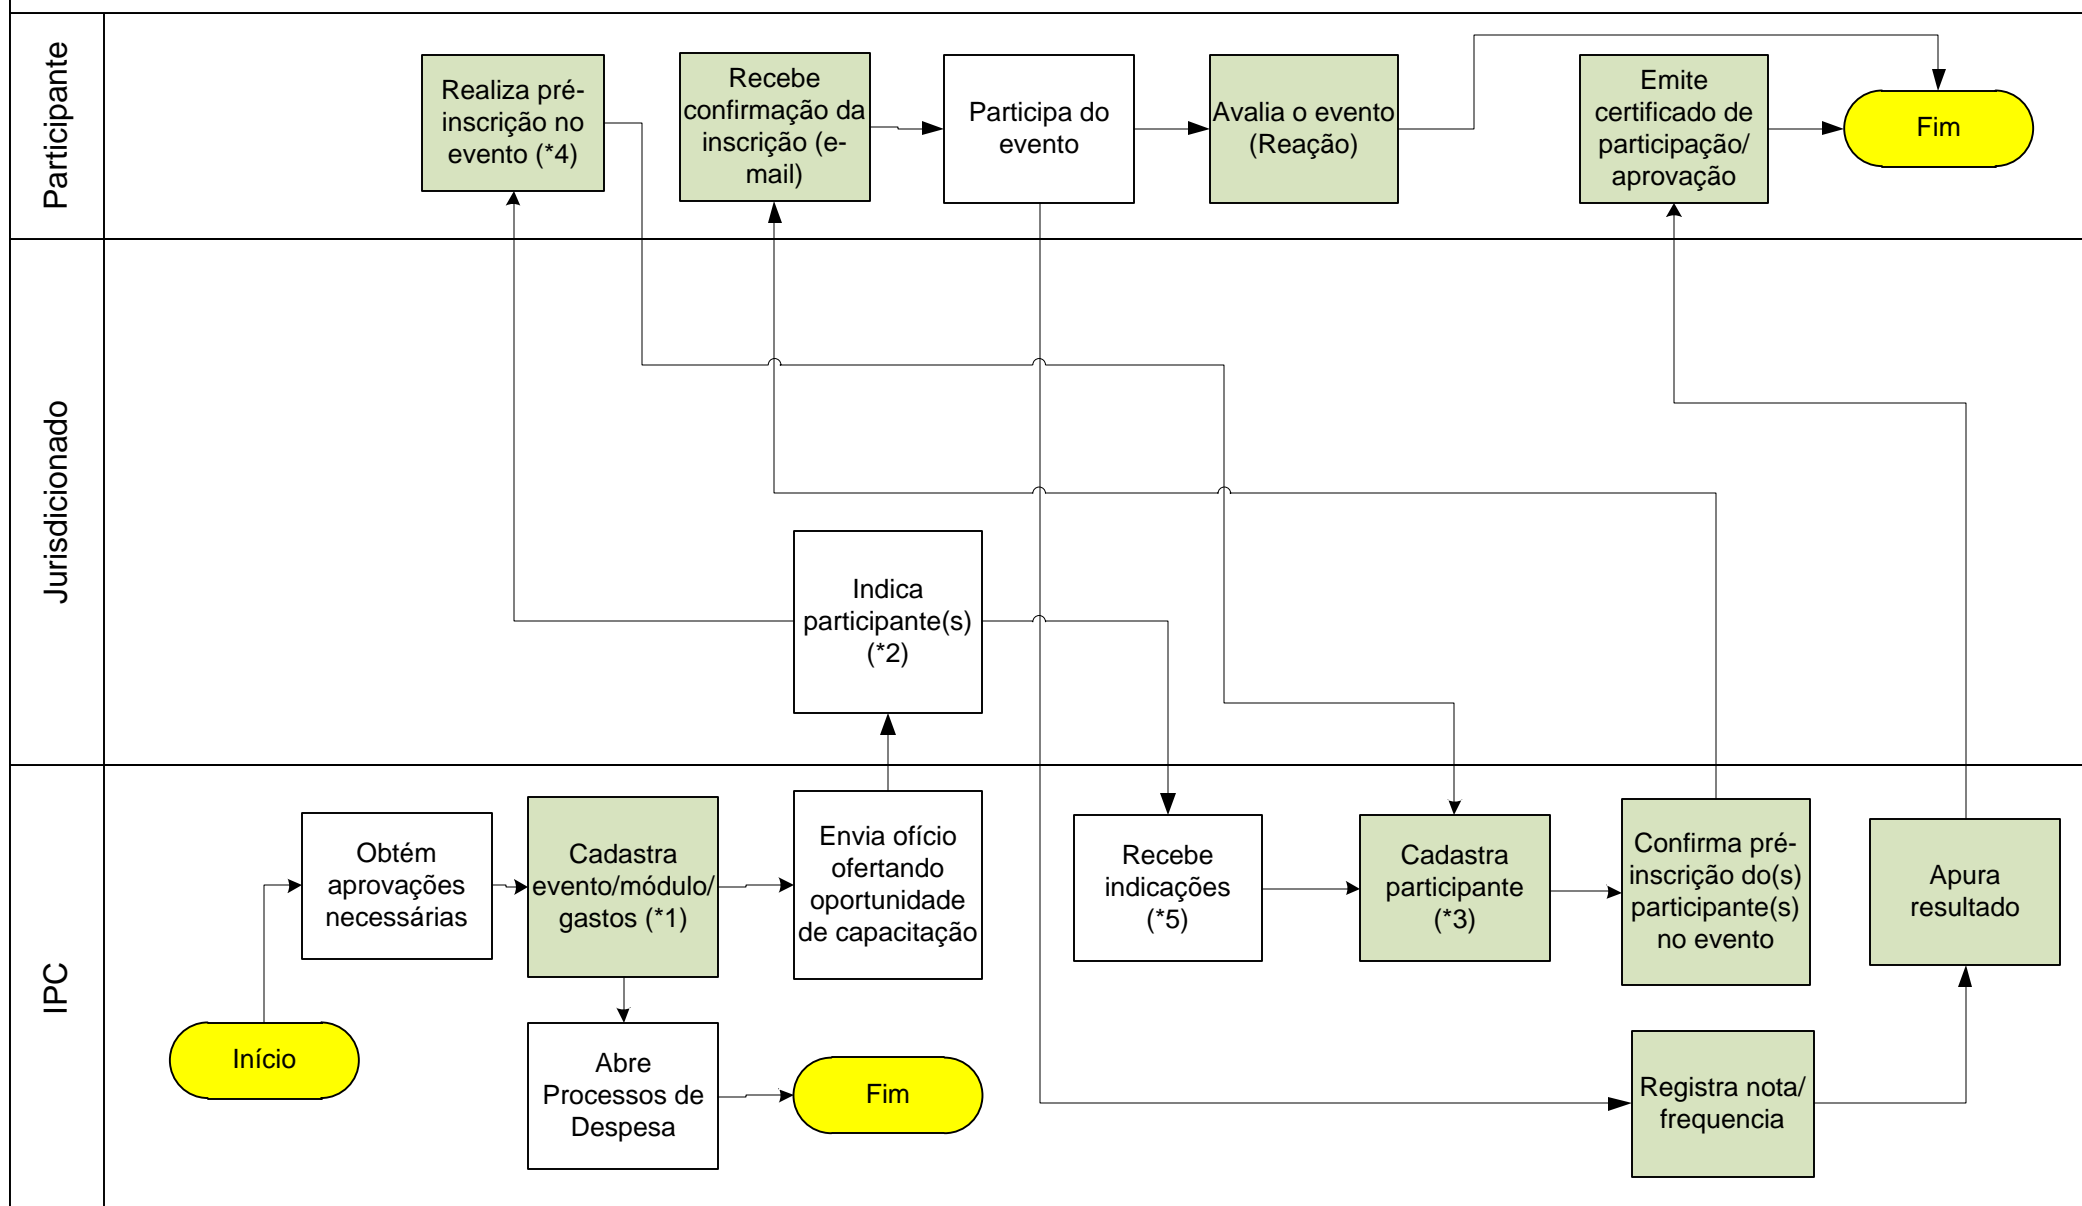 Participante
Realiza pré-
inscrição no
evento (*4)
Recebe
confirmação da
inscrição (e-
mail)
Participa do
evento
Avalia o evento
(Reação)
Emite
certificado de
participação/
aprovação
Fim
Jurisdicionado
Indica
participante(s)
(*2)
IPC
Início
Obtém
aprovações
necessárias
Cadastra
evento/módulo/
gastos (*1)
Envia ofício
ofertando
oportunidade
de capacitação
Recebe
indicações
(*5)
Cadastra
participante
(*3)
Confirma pré-
inscrição do(s)
participante(s)
no evento
Apura
resultado
Abre
Processos de
Despesa
Fim
Registra nota/
frequencia